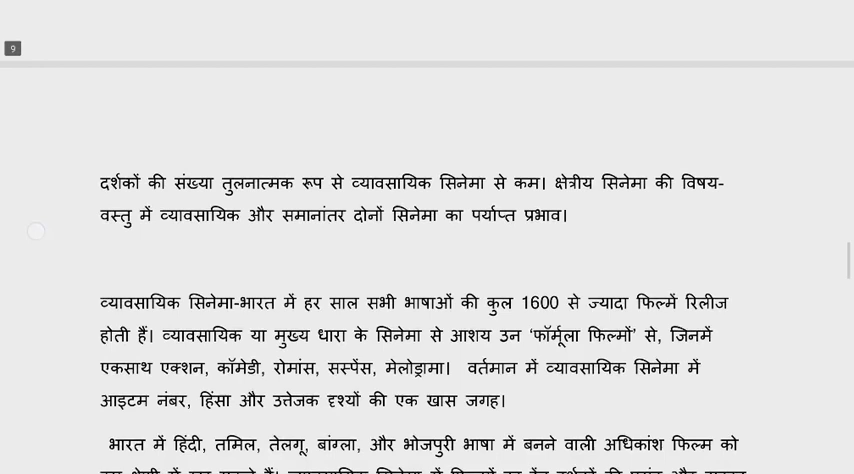 9
दर्शकों की संख्या तुलनात्मक रूप से व्यावसायिक सिनेमा से कम। क्षेत्रीय सिनेमा की विषय-
वस्तु में व्यावसायिक और समानांतर दोनों सिनेमा का पर्याप्त प्रभाव।
व्यावसायिक सिनेमा-भारत में हर साल सभी भाषाओं की कुल 1600 से ज्यादा फिल्में रिलीज
होती हैं। व्यावसायिक या मुख्य धारा के सिनेमा से आशय उन ‘फॉर्मूला फिल्मों’ से, जिनमें
एकसाथ एक्शन, कॉमेडी, रोमांस, सस्पेंस, मेलोड्रामा। वर्तमान में व्यावसायिक सिनेमा में
आइटम नंबर, हिंसा और उत्तेजक दृश्यों की एक खास जगह।
भारत में हिंदी, तमिल, तेलगू, बांग्ला, और भोजपुरी भाषा में बनने वाली अधिकांश फिल्म को